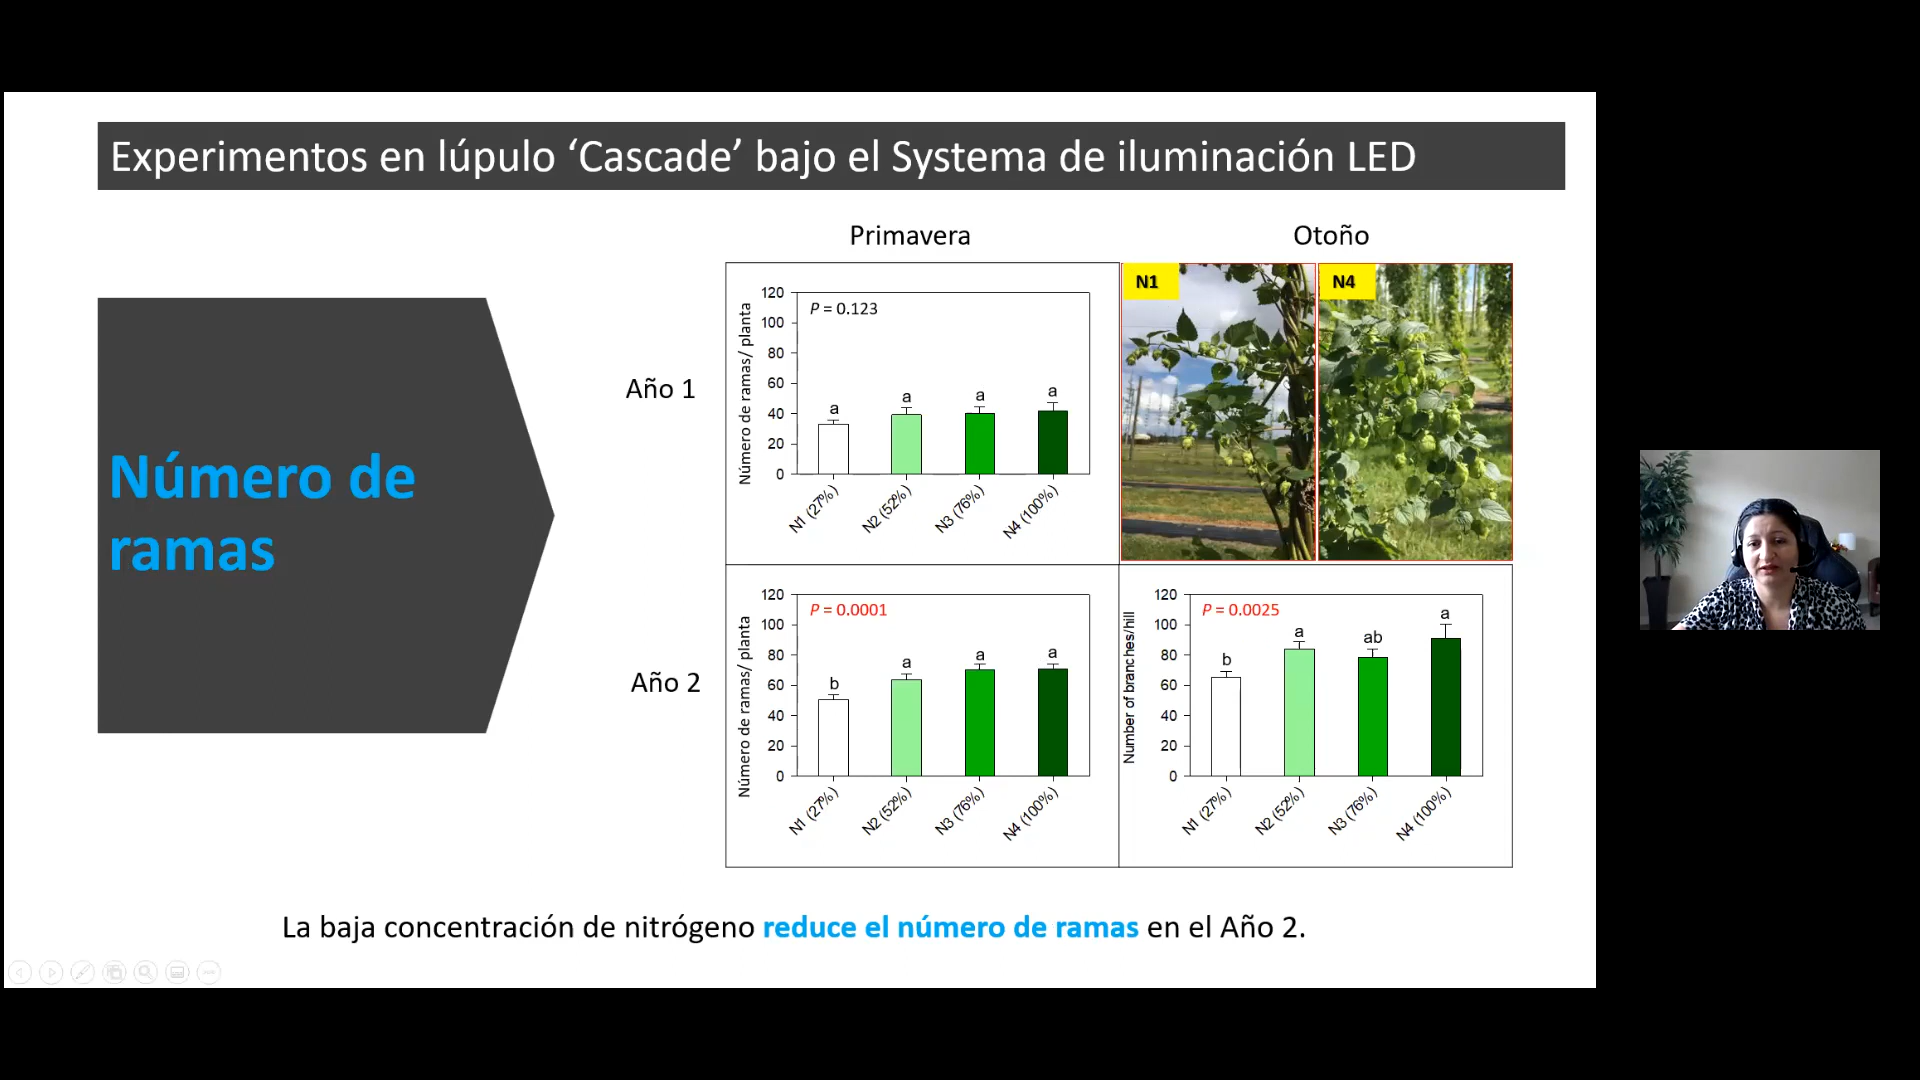 Experimentos en lúpulo ‘Cascade’ bajo el Systema de iluminación LED
Número de
ramas
Primavera
Otoño
Año 1
Número de ramas/ planta
120
100
80
60
40
20
0
P = 0.123
a
a
a
a
N1 (27%)
N2 (52%)
N3 (76%)
N4 (100%)
N1
N4
Año 2
Número de ramas/ planta
120
100
80
60
40
20
0
P = 0.0001
b
a
a
a
N1 (27%)
N2 (52%)
N3 (76%)
N4 (100%)
Number of branches/hill
120
100
80
60
40
20
0
P = 0.0025
b
a
ab
a
N1 (27%)
N2 (52%)
N3 (76%)
N4 (100%)
La baja concentración de nitrógeno reduce el número de ramas en el Año 2.